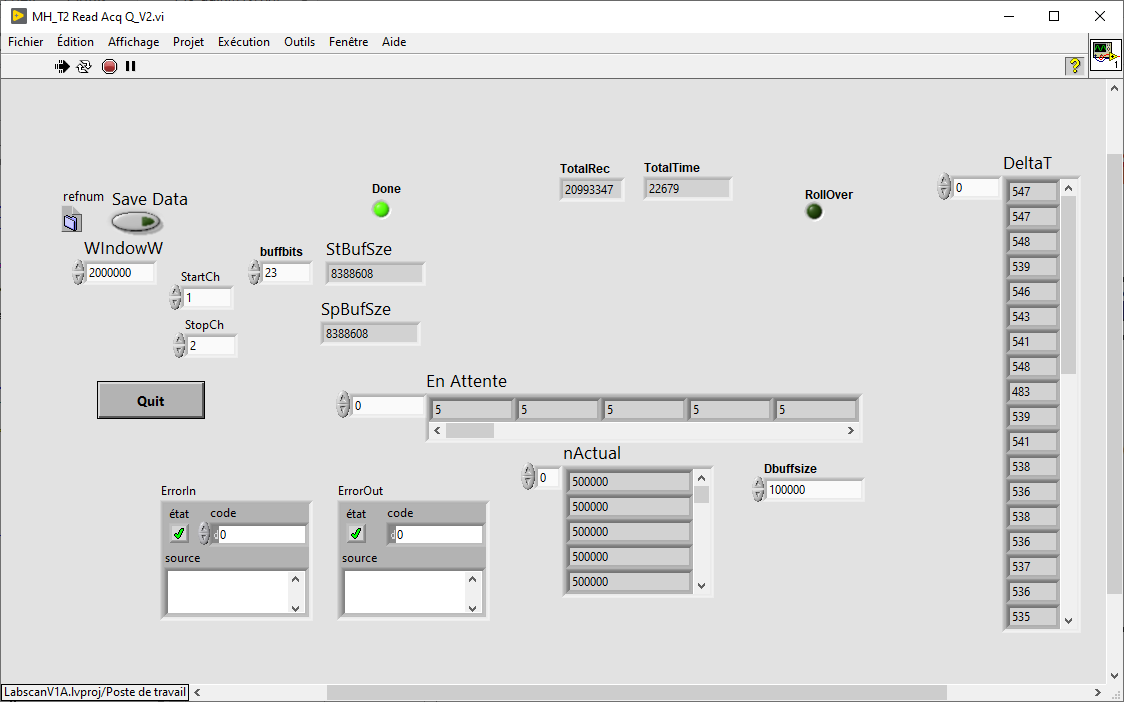 MH_T2 Read Acq Q_V2.vi
Fichier Édition Affichage Projet Exécution Outils Fenêtre Aide
?
1
TotalRec
20993347
TotalTime
22679
DeltaT
0
547
547
548
539
546
543
541
548
483
539
541
538
536
538
536
537
536
535
RollOver
refnum
Save Data
Done
WIndowW
2000000
buffbits
23
StBufSze
8388608
StartCh
1
SpBufSze
8388608
StopCh
2
Quit
En Attente
0
5 5 5 5 5
nActual
0
500000
500000
500000
500000
500000
Dbuffsize
100000
ErrorIn
état code
d0
source
ErrorOut
état code
d0
source
LabscanV1A.lvproj/Poste de travail